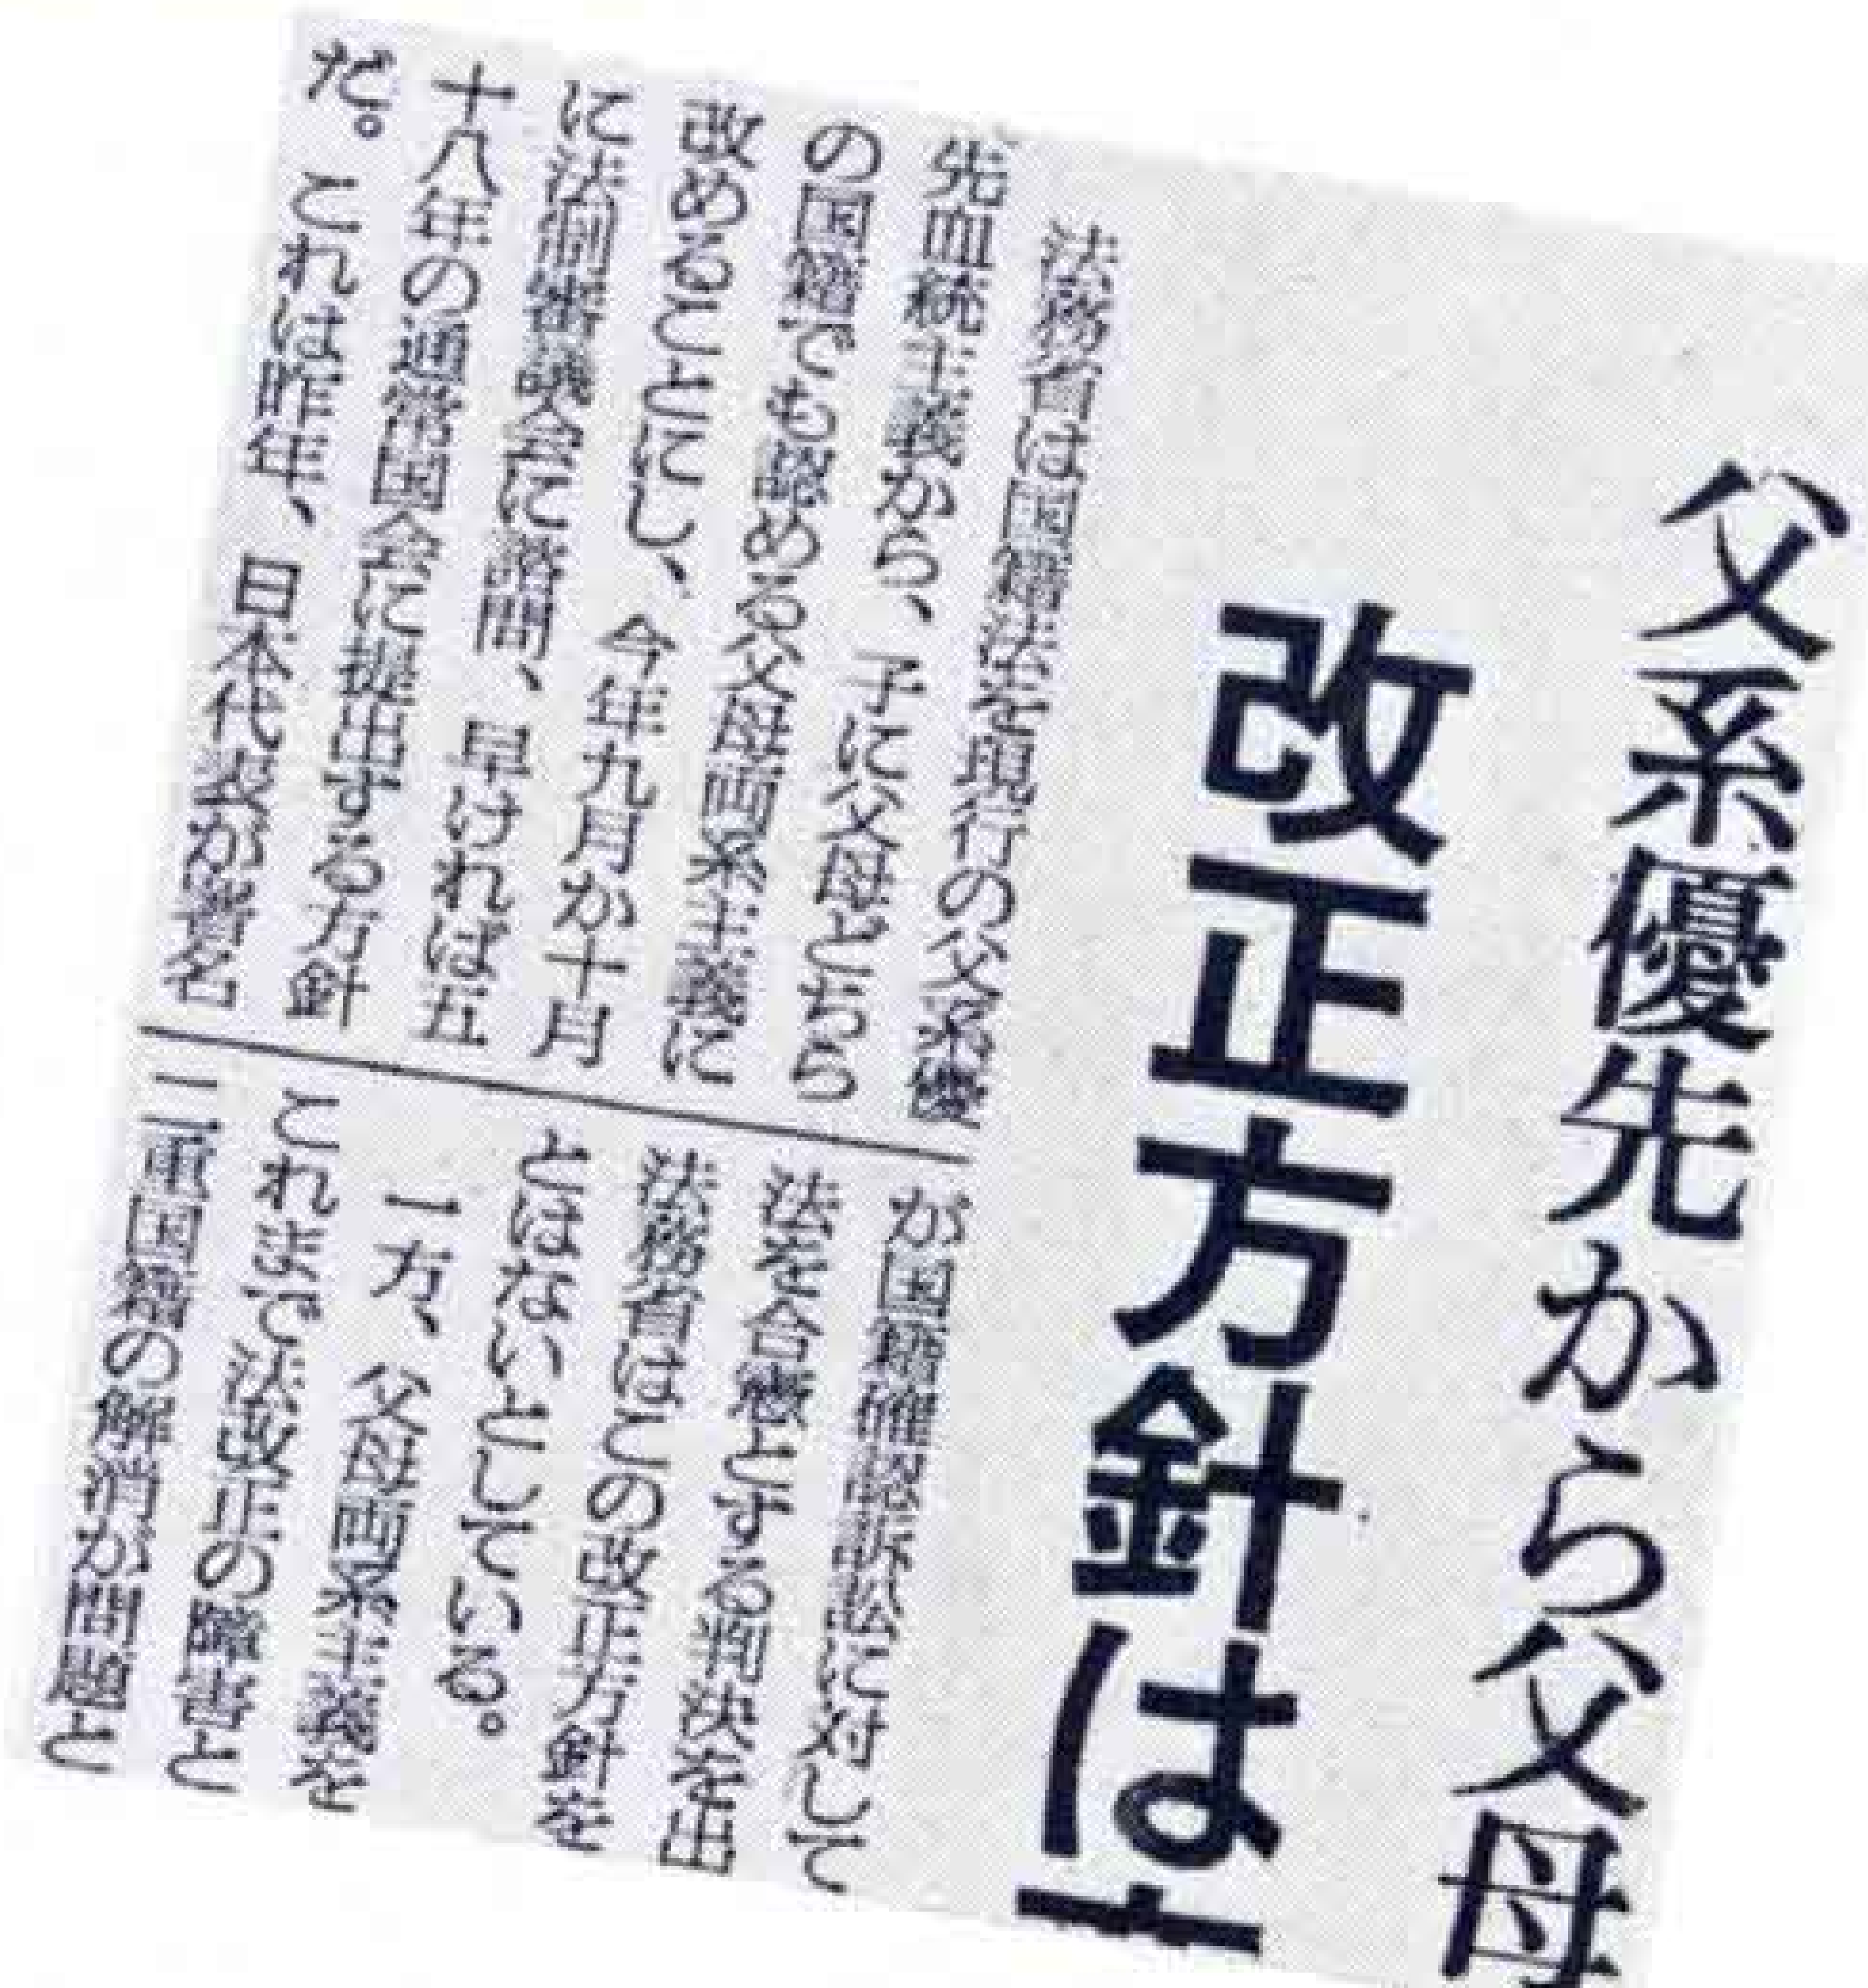 父系優先から父母
改正方針は
法務省は国籍法を現行の父系優
先血統主義から、子に父母どちら
の国籍でも認める父母両系主義に
改めることにし、今年九月か十月
に法制審議会に諮問、早ければ五
十八年の通常国会に提出する方針
だ。これは昨年、日本代表が署名
が国籍確認訴訟に対して
法を合憲とする判決を出
法務省はこの改正方針を
とはないとしている。
一方、父母両系主義を
これまで法改正の障害と
二重国籍の解消が問題と